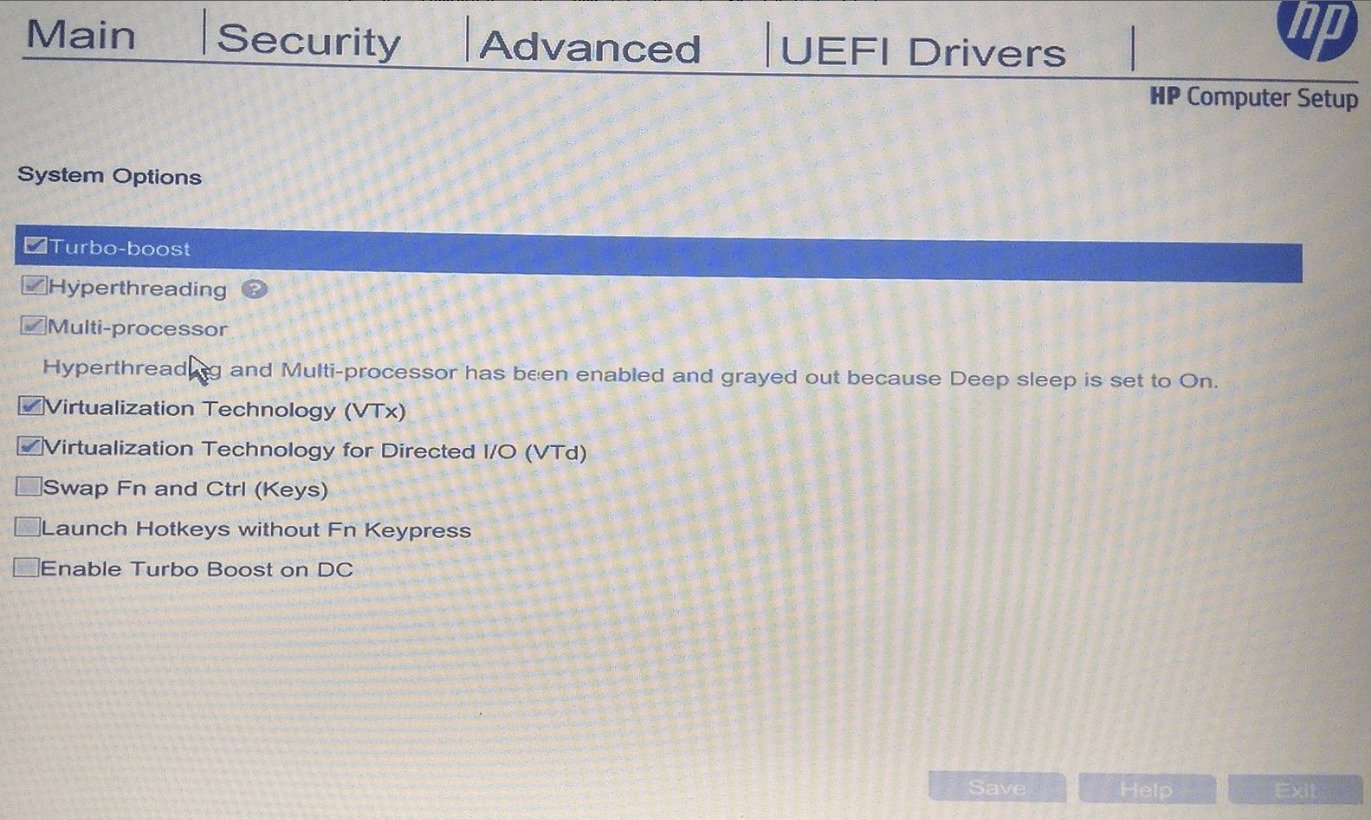 Main
Security
Advanced
UEFI Drivers
hp
HP Computer Setup
System Options
Turbo-boost
Hyperthreading ?
Multi-processor
Hyperthreading and Multi-processor has been enabled and grayed out because Deep sleep is set to On.
Virtualization Technology (VTx)
Virtualization Technology for Directed I/O (VTd)
Swap Fn and Ctrl (Keys)
Launch Hotkeys without Fn Keypress
Enable Turbo Boost on DC
Save
Help
Exit